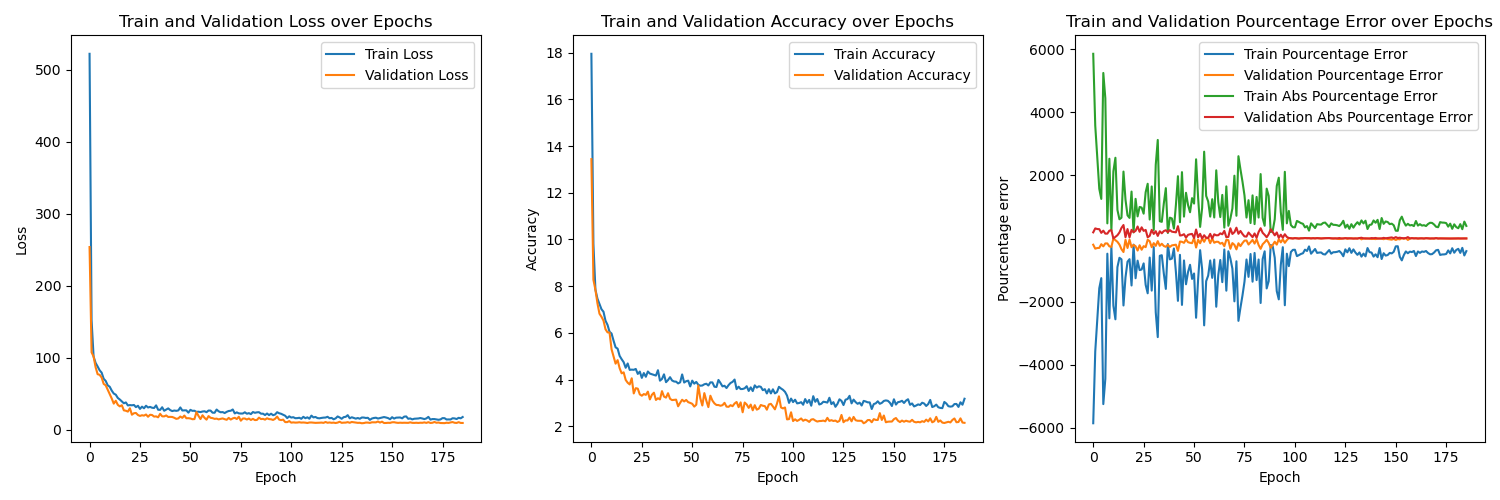 Train and Validation Loss over Epochs
Train Loss
Validation Loss
500
400
300
200
100
0
Loss
0 25 50 75 100 125 150 175
Epoch
Train and Validation Accuracy over Epochs
Train Accuracy
Validation Accuracy
18
16
14
12
10
8
6
4
2
Accuracy
0 25 50 75 100 125 150 175
Epoch
Train and Validation Pourcentage Error over Epochs
Train Pourcentage Error
Validation Pourcentage Error
Train Abs Pourcentage Error
Validation Abs Pourcentage Error
6000
4000
2000
0
−2000
−4000
−6000
Pourcentage error
0 25 50 75 100 125 150 175
Epoch